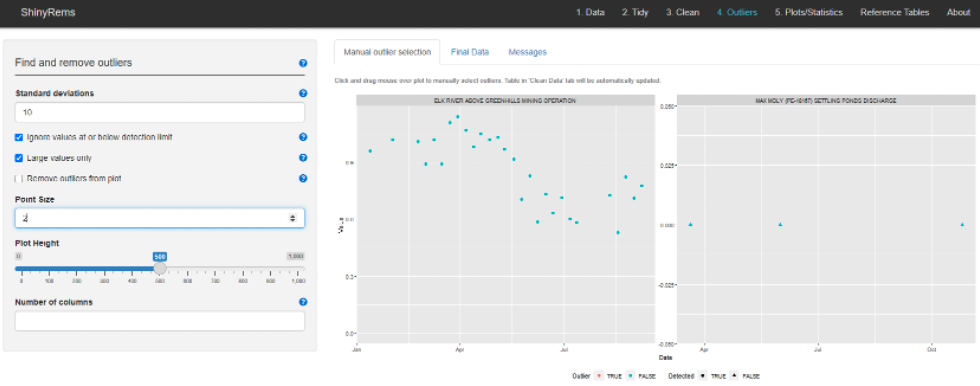 ShinyRems
1. Data 2. Tidy 3. Clean 4. Outliers 5. Plots/Statistics Reference Tables About
Find and remove outliers
Standard deviations
10
Ignore values at or below detection limit
Large values only
Remove outliers from plot
Point Size
2
Plot Height
0 500 1,000
0 100 200 300 400 500 600 700 800 900 1,000
Number of columns
Manual outlier selection Final Data Messages
Click and drag mouse over plot to manually select outliers. Table in 'Clean Data' tab will be automatically updated.
ELK RIVER ABOVE GREENHILLS MINING OPERATION
MAX MOLY (PE-18167) SETTLING PONDS DISCHARGE
Value
0.3-
0.0-
Jan Apr Jul
0.050-
0.025-
0.000-
-0.025-
-0.050-
Apr Jul Oct
Date
Outlier TRUE FALSE Detected TRUE FALSE